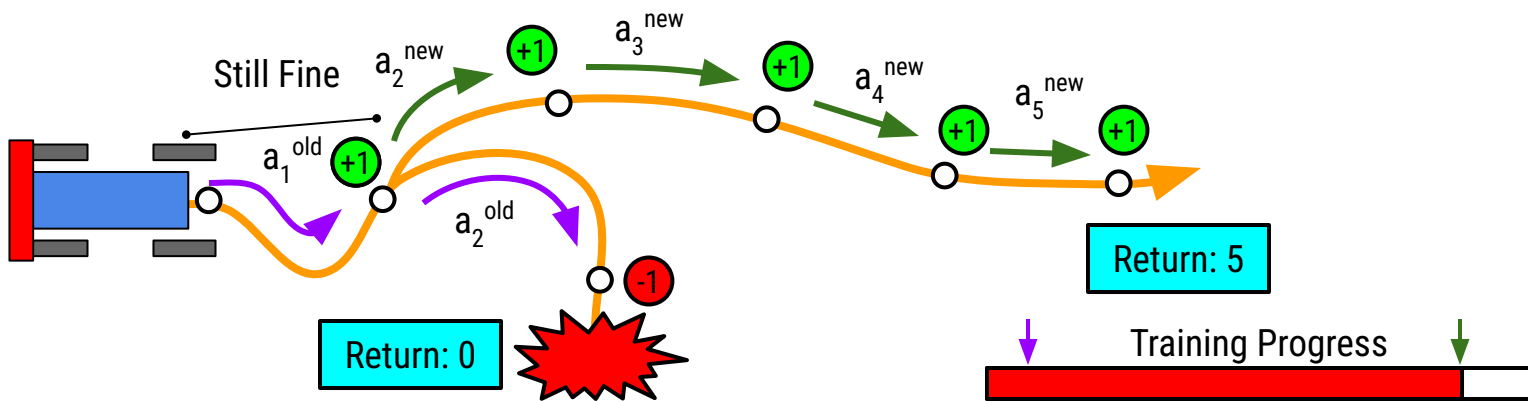 Still Fine
a₁ᵒˡᵈ
+1
a₂ⁿᵉʷ
+1
a₃ⁿᵉʷ
+1
a₄ⁿᵉʷ
+1
a₅ⁿᵉʷ
+1
a₂ᵒˡᵈ
-1
Return: 0
Return: 5
Training Progress